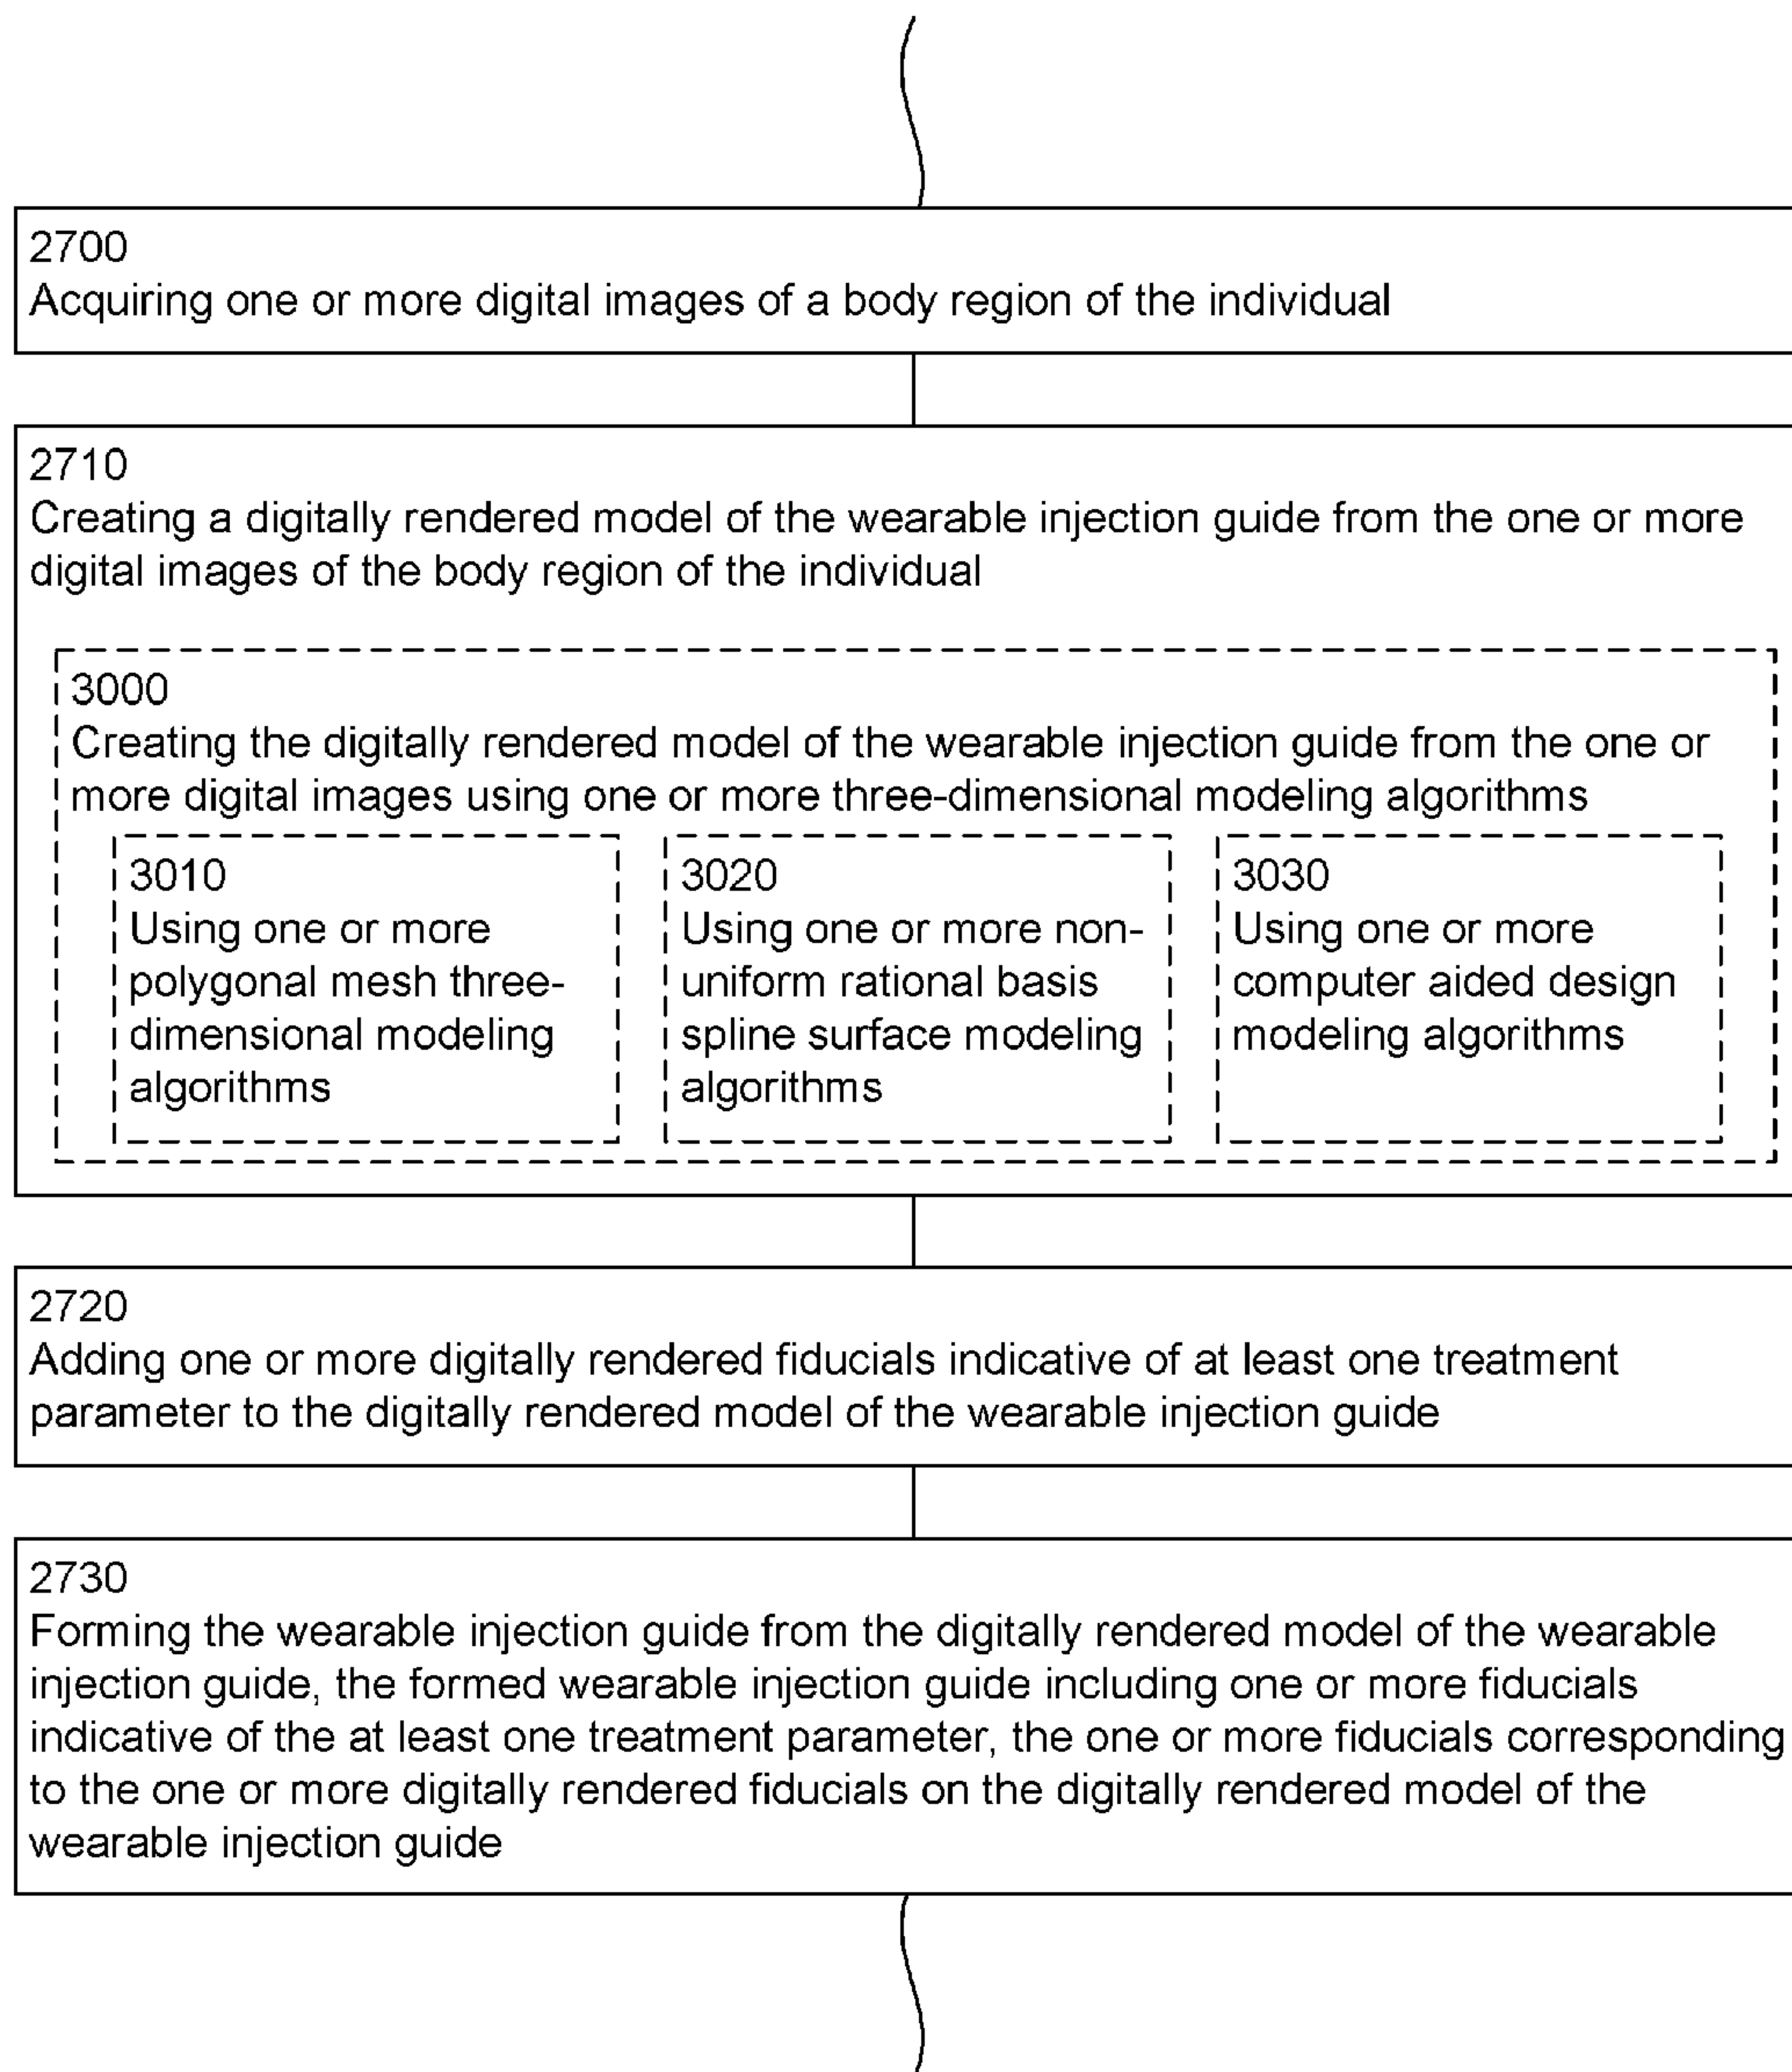 2700
Acquiring one or more digital images of a body region of the individual
2710
Creating a digitally rendered model of the wearable injection guide from the one or more
digital images of the body region of the individual
3000
Creating the digitally rendered model of the wearable injection guide from the one or
more digital images using one or more three-dimensional modeling algorithms
3010
Using one or more
polygonal mesh three-
dimensional modeling
algorithms
3020
Using one or more non-
uniform rational basis
spline surface modeling
algorithms
3030
Using one or more
computer aided design
modeling algorithms
2720
Adding one or more digitally rendered fiducials indicative of at least one treatment
parameter to the digitally rendered model of the wearable injection guide
2730
Forming the wearable injection guide from the digitally rendered model of the wearable
injection guide, the formed wearable injection guide including one or more fiducials
indicative of the at least one treatment parameter, the one or more fiducials corresponding
to the one or more digitally rendered fiducials on the digitally rendered model of the
wearable injection guide